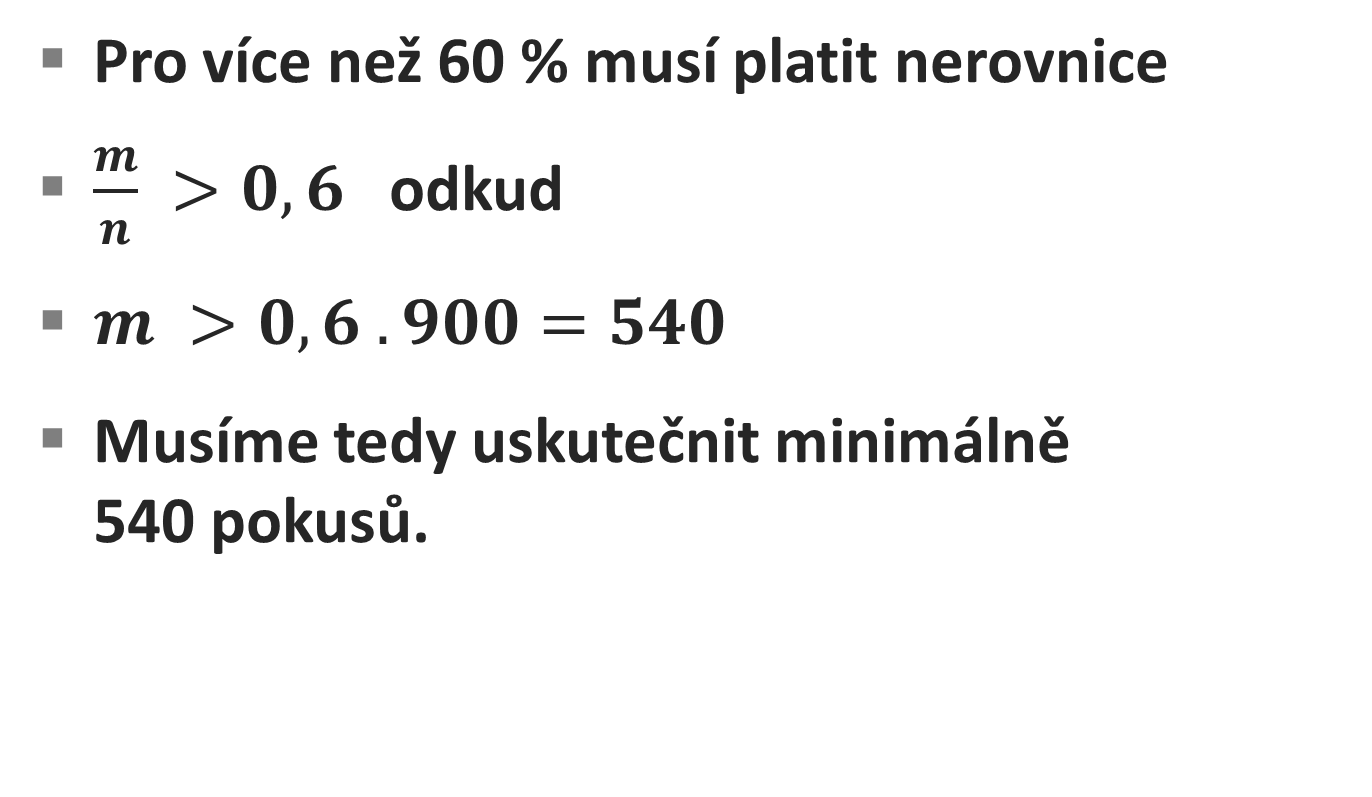 ▪ Pro více než 60 % musí platit nerovnice
▪ m/n > 0,6 odkud
▪ m > 0,6 . 900 = 540
▪ Musíme tedy uskutečnit minimálně
540 pokusů.